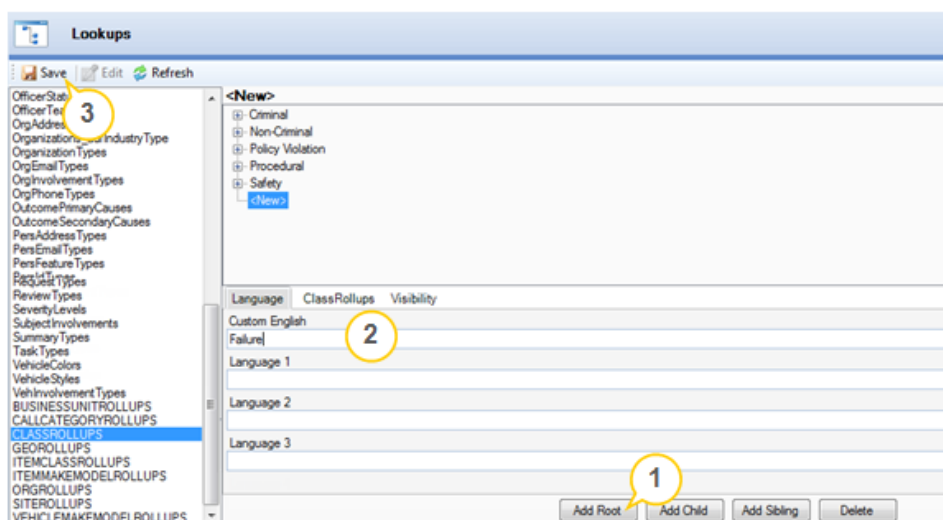 Lookups
Save Edit Refresh
3
OfficerStat
OfficerTea
OrgAddres
IndustryType
OrganizationTypes
OrgEmailTypes
OrgInvolvementTypes
OrgPhoneTypes
OutcomePrimaryCauses
OutcomeSecondaryCauses
PersAddressTypes
PersEmailTypes
PersFeatureTypes
RequestTypes
ReviewTypes
SeverityLevels
SubjectInvolvements
SummaryTypes
TaskTypes
VehicleColors
VehicleStyles
VehInvolvementTypes
BUSINESSUNITROLLUPS
CALLCATEGORYROLLUPS
CLASSROLLUPS
GEOROLLUPS
ITEMCLASSROLLUPS
ITEMMAKEMODELROLLUPS
ORGROLLUPS
SITEROLLUPS
VEHICLEMAKEMODELROLLUPS
<New>
Criminal
Non-Criminal
Policy Violation
Procedural
Safety
<New>
Language ClassRollups Visibility
Custom English
2
Failure
Language 1
Language 2
Language 3
1
Add Root Add Child Add Sibling Delete